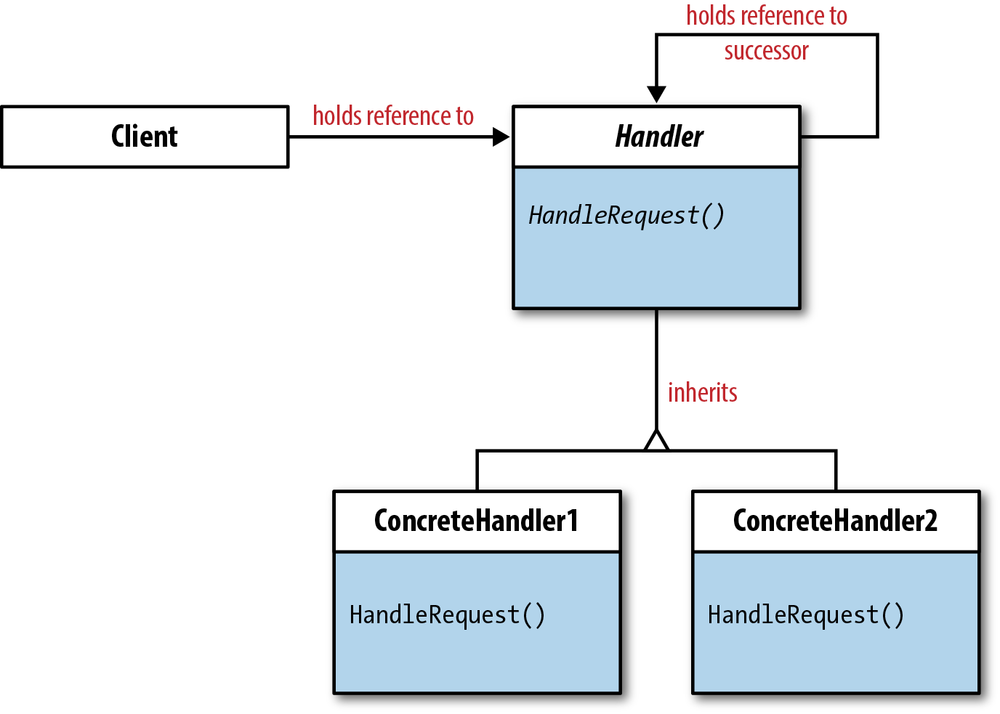 holds reference to
successor
Client
holds reference to
Handler
HandleRequest()
inherits
ConcreteHandler1
ConcreteHandler2
HandleRequest()
HandleRequest()